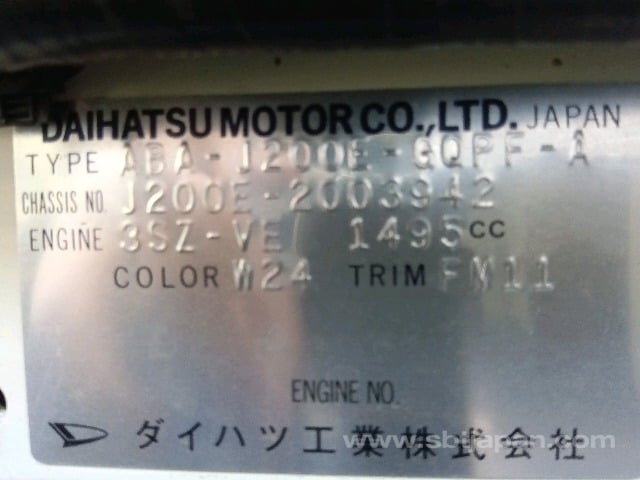 DAIHATSU MOTOR CO.,LTD. JAPAN
TYPE ABA-J200E-GQPF-A
CHASSIS NO. J200E-2003942
ENGINE 3SZ-VE/ 1495cc
COLOR W24 TRIM FM11
ENGINE NO.
ダイハツ工業株式会社
www.sbtjapan.com